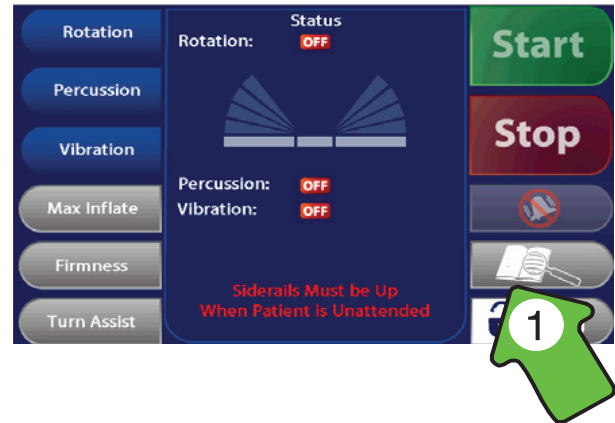 Rotation
Percussion
Vibration
Max Inflate
Firmness
Turn Assist
Status
Rotation: OFF
Percussion: OFF
Vibration: OFF
Siderails Must be Up
When Patient is Unattended
Start
Stop
1